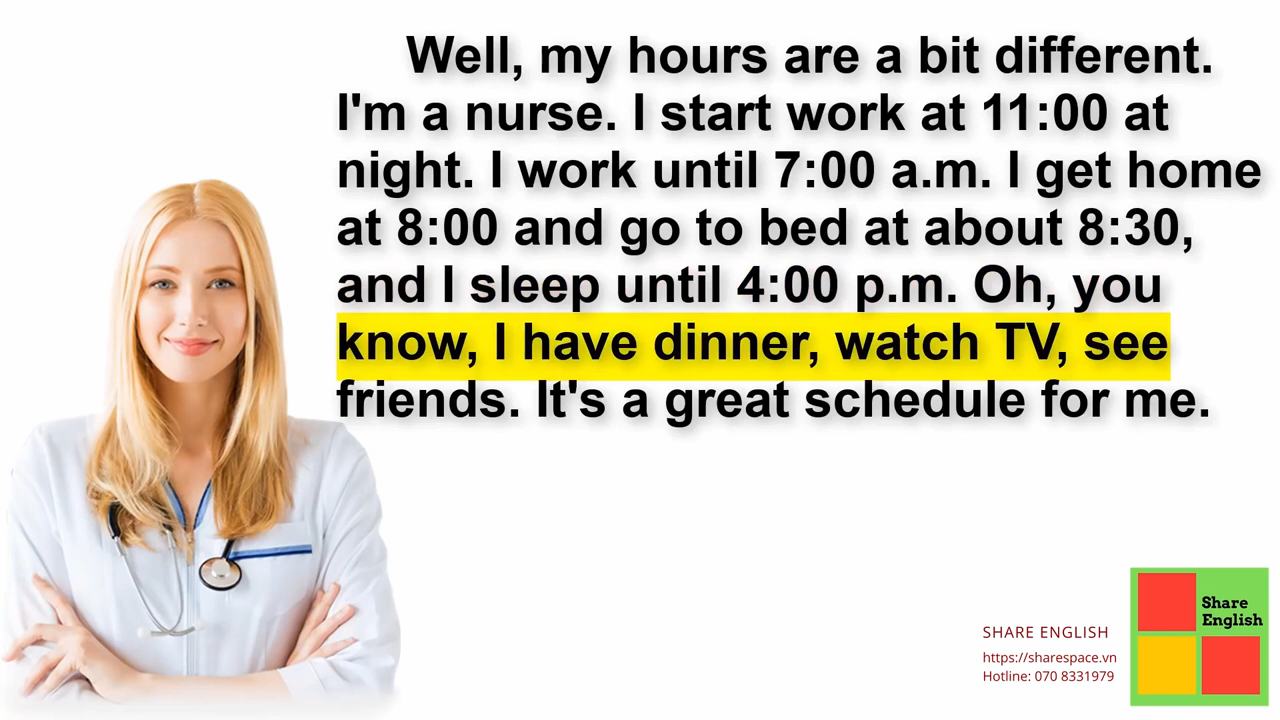 Well, my hours are a bit different.
I'm a nurse. I start work at 11:00 at
night. I work until 7:00 a.m. I get home
at 8:00 and go to bed at about 8:30,
and I sleep until 4:00 p.m. Oh, you
know, I have dinner, watch TV, see
friends. It's a great schedule for me.
SHARE ENGLISH
https://sharespace.vn
Hotline: 070 8331979
Share
English